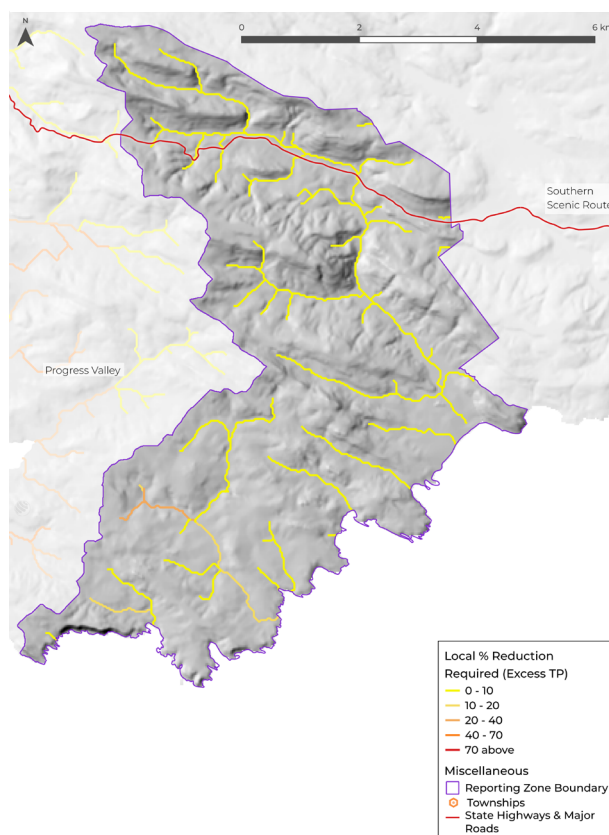 N
0 2 4 6 km
Southern
Scenic Route
Progress Valley
Local % Reduction
Required (Excess TP)
0 - 10
10 - 20
20 - 40
40 - 70
70 above
Miscellaneous
Reporting Zone Boundary
Townships
State Highways & Major
Roads